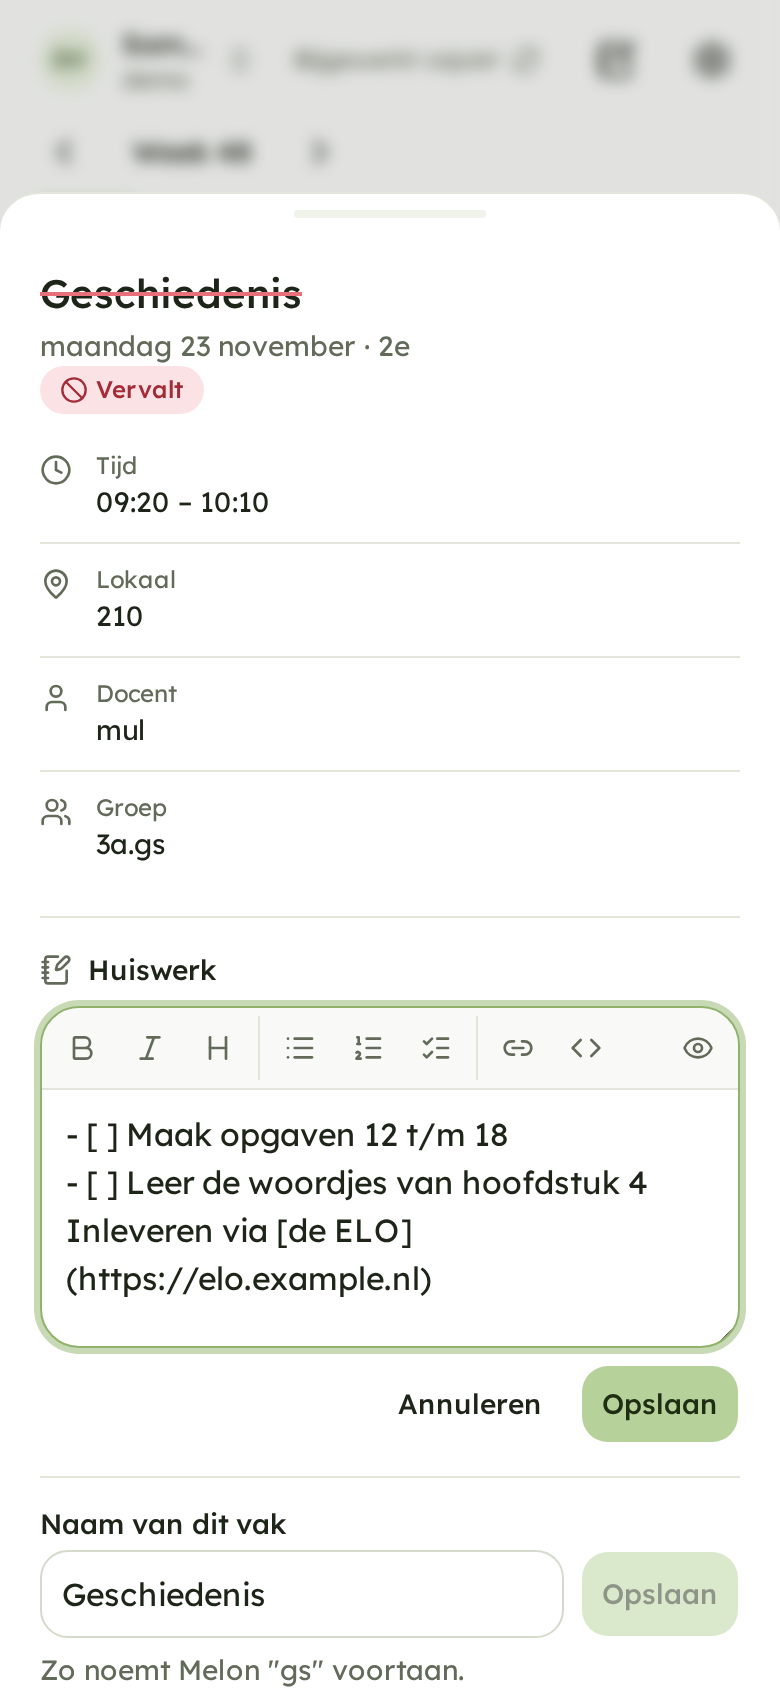 Week 48
Geschiedenis
maandag 23 november · 2e
Vervalt
Tijd
09:20 – 10:10
Lokaal
210
Docent
mul
Groep
3a.gs
Huiswerk
- [ ] Maak opgaven 12 t/m 18
- [ ] Leer de woordjes van hoofdstuk 4
Inleveren via [de ELO]
(https://elo.example.nl)
Annuleren
Opslaan
Naam van dit vak
Geschiedenis
Opslaan
Zo noemt Melon "gs" voortaan.